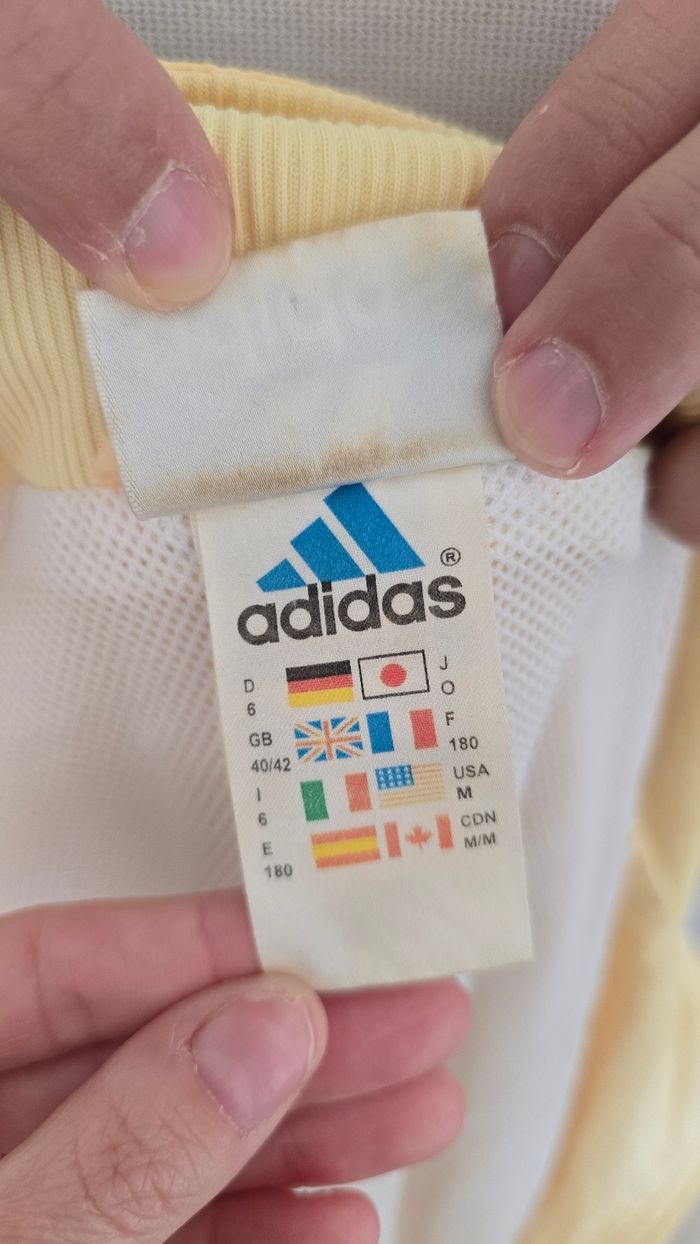 adidas ®
D J
6 O
GB F
40/42 180
I USA
6 M
E CDN
180 M/M